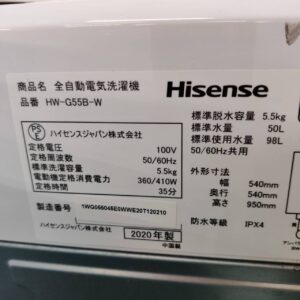 商品名 全自動電気洗濯機
品番 HW-G55B-W
Hisense
PSE
ハイセンスジャパン株式会社
定格電圧 100V
定格周波数 50/60Hz
標準洗濯容量 5.5kg
電動機定格消費電力 360/410W
定格時間 35分
標準脱水容量 5.5kg
標準水量 50L
標準使用水量 98L
50/60Hz共用
外形寸法
幅 540mm
奥行 540mm
高さ 950mm
防水等級 IPX4
製造番号
ハイセンスジャパン株式会社
2020年製
中国製